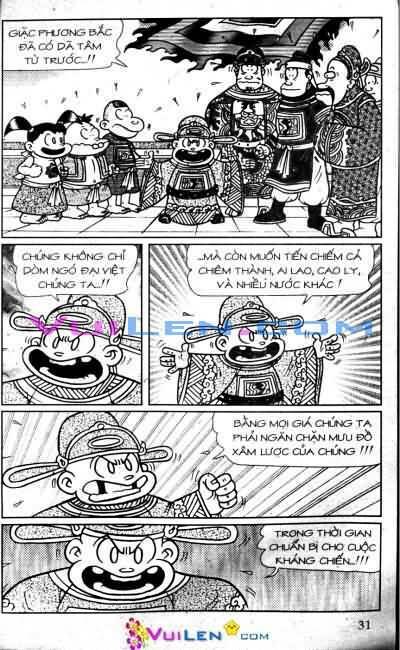 GIẶC PHƯƠNG BẮC
ĐÃ CÓ DÃ TÂM
TỪ TRƯỚC...!!
CHÚNG KHÔNG CHỈ
DÒM NGÓ ĐẠI VIỆT
CHÚNG TA...!!
...MÀ CÒN MUỐN TIẾN CHIẾM CẢ
CHIÊM THÀNH, AI LAO, CAO LY,
VÀ NHIỀU NƯỚC KHÁC !
VUILEN.COM
BẰNG MỌI GIÁ CHÚNG TA
PHẢI NGĂN CHẶN MƯU ĐỒ
XÂM LƯỢC CỦA CHÚNG !!!
TRONG THỜI GIAN
CHUẨN BỊ CHO CUỘC
KHÁNG CHIẾN...!!!
31
VUILEN.COM